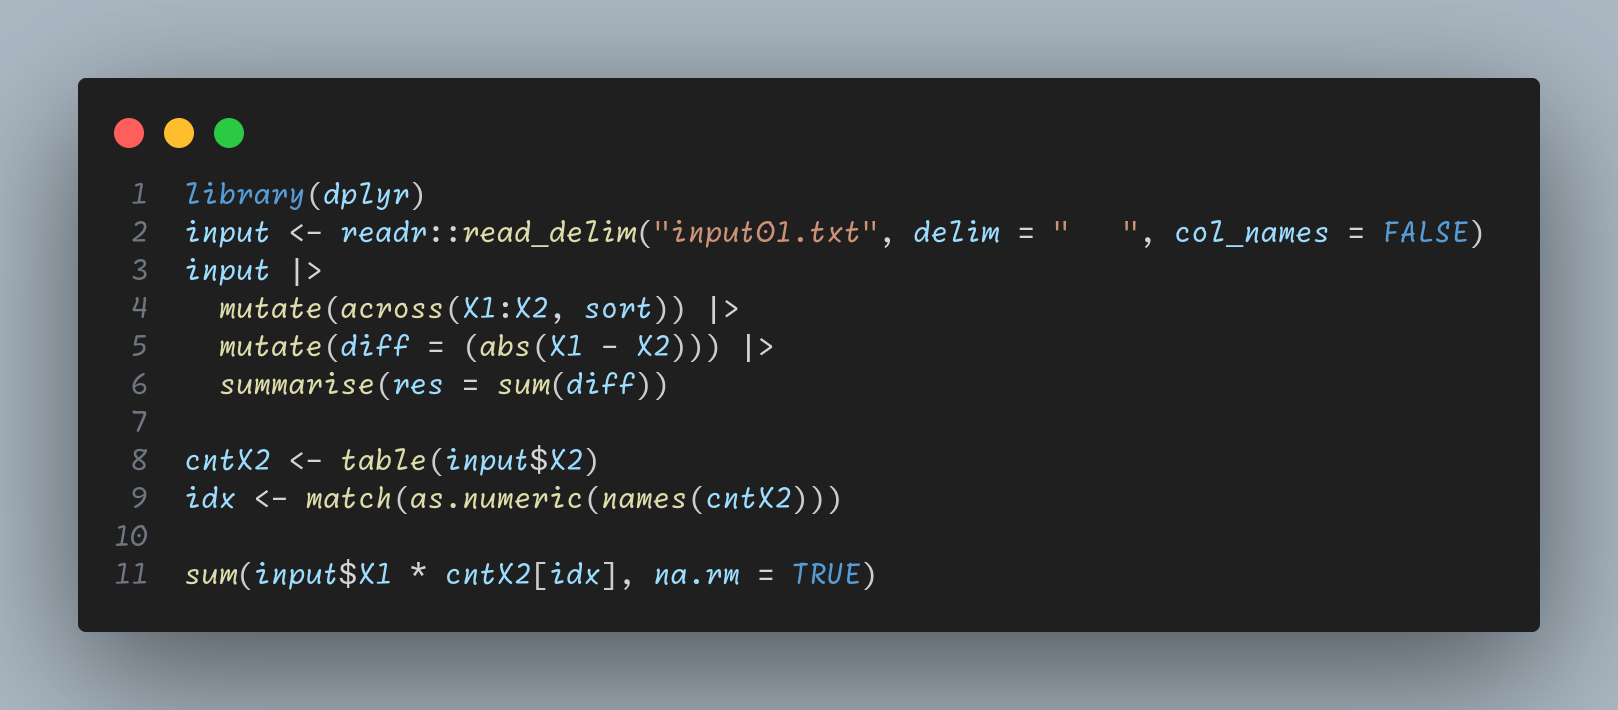 1 library(dplyr)
2 input <- readr::read_delim("input01.txt", delim = "   ", col_names = FALSE)
3 input |>
4   mutate(across(X1:X2, sort)) |>
5   mutate(diff = (abs(X1 - X2))) |>
6   summarise(res = sum(diff))
7
8 cntX2 <- table(input$X2)
9 idx <- match(as.numeric(names(cntX2)))
10
11 sum(input$X1 * cntX2[idx], na.rm = TRUE)